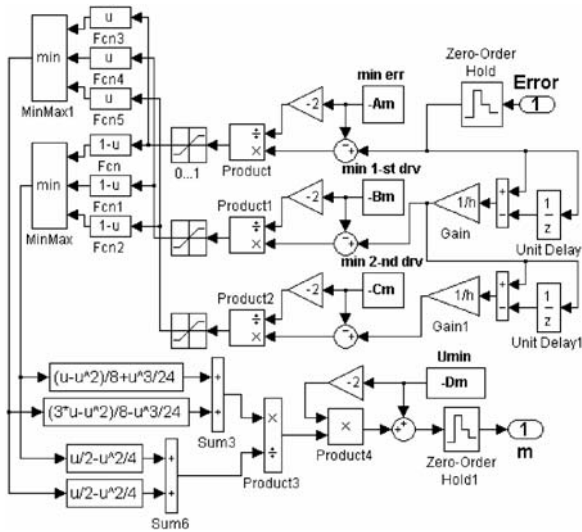 min
MinMax1
u
Fcn3
u
Fcn4
u
Fcn5
min
MinMax
1-u
Fcn
1-u
Fcn1
1-u
Fcn2
0...1
÷
×
Product
-2
min err
-Am
- +
Zero-Order
Hold
Error
1
÷
×
Product1
-2
min 1-st drv
-Bm
- +
1/h
Gain
+
-
1
z
Unit Delay
÷
×
Product2
-2
min 2-nd drv
-Cm
- +
1/h
Gain1
+
-
1
z
Unit Delay1
(u-u^2)/8+u^3/24
(3*u-u^2)/8-u^3/24
+
+
Sum3
u/2-u^2/4
u/2-u^2/4
+
+
Sum6
×
÷
Product3
-2
Umin
-Dm
×
Product4
+ +
Zero-Order
Hold1
1
m